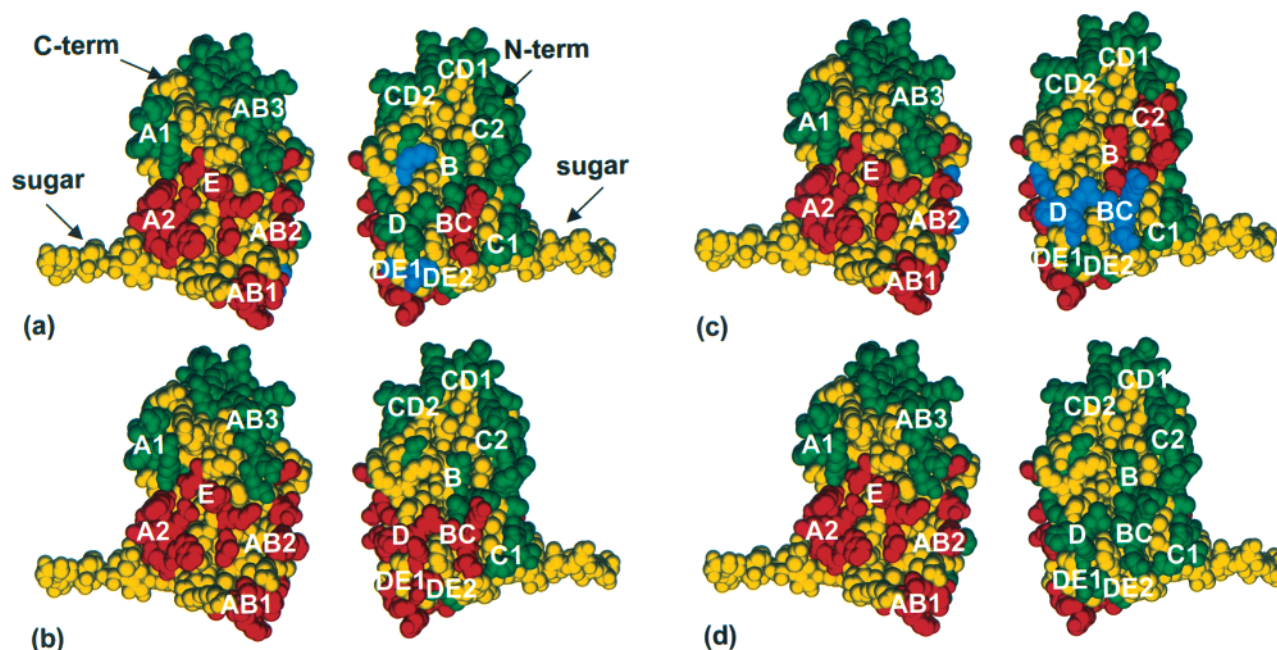 C-term
N-term
CD1
CD2
AB3
A1
C2
B
sugar
sugar
E
A2
D
BC
AB2
C1
DE1
DE2
AB1
(a)
CD1
CD2
AB3
A1
C2
B
E
A2
D
BC
AB2
C1
DE1
DE2
AB1
(c)
CD1
CD2
AB3
A1
C2
B
E
A2
D
BC
AB2
C1
DE1
DE2
AB1
(b)
CD1
CD2
AB3
A1
C2
B
E
A2
D
BC
AB2
C1
DE1
DE2
AB1
(d)